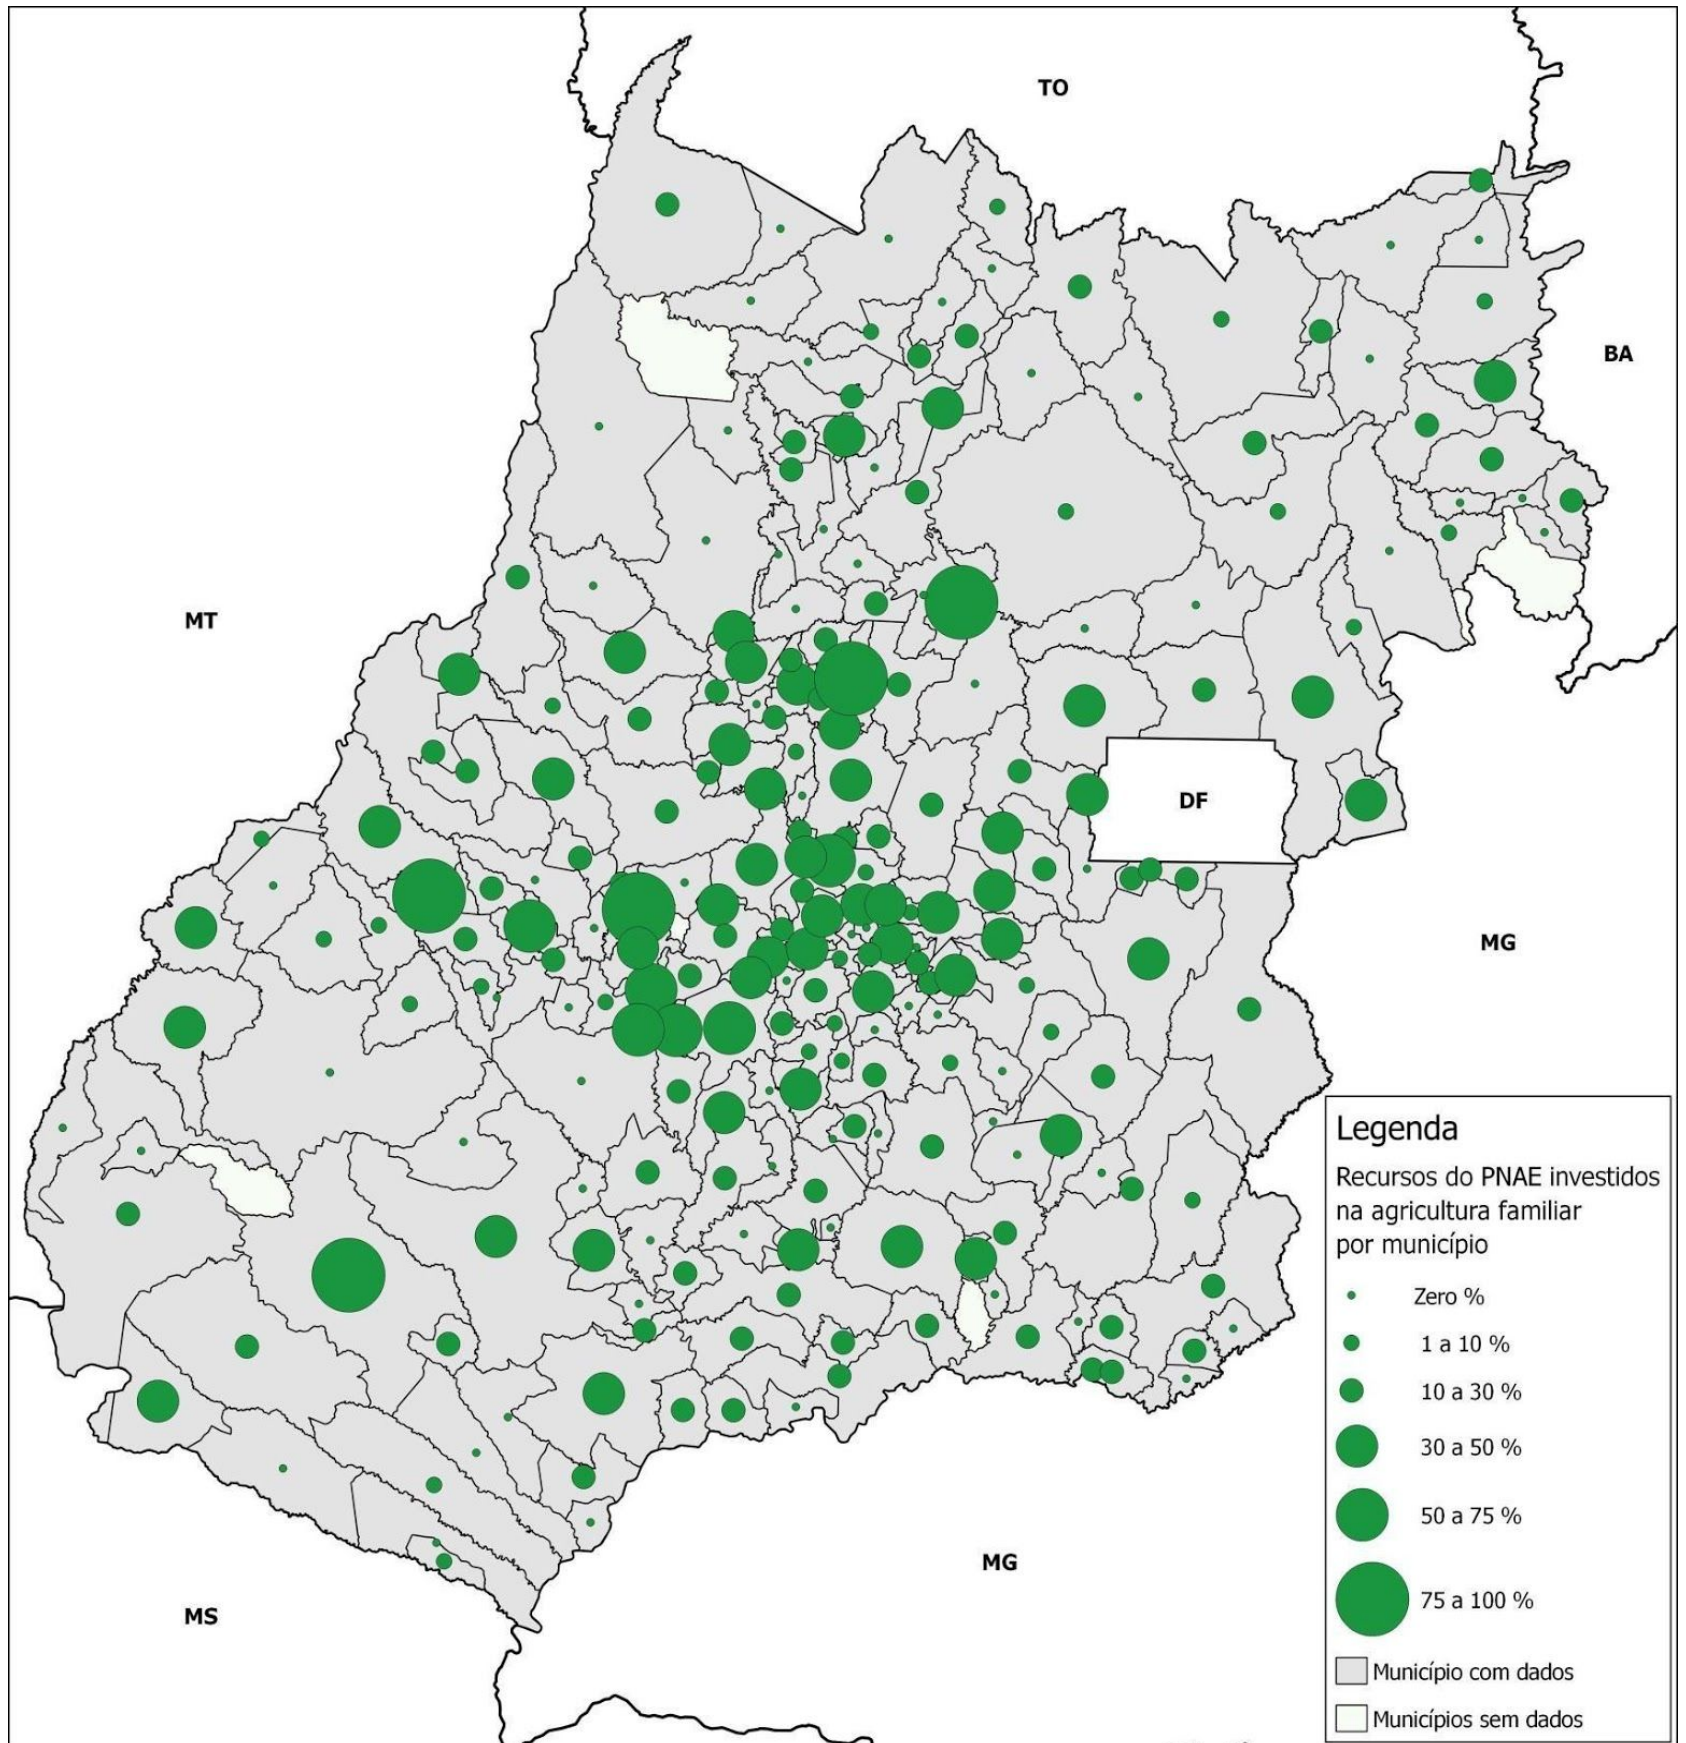 TO
BA
MT
DF
MG
Legenda
Recursos do PNAE investidos
na agricultura familiar
por município
Zero %
1 a 10 %
10 a 30 %
30 a 50 %
50 a 75 %
75 a 100 %
Município com dados
Municípios sem dados
MG
MS